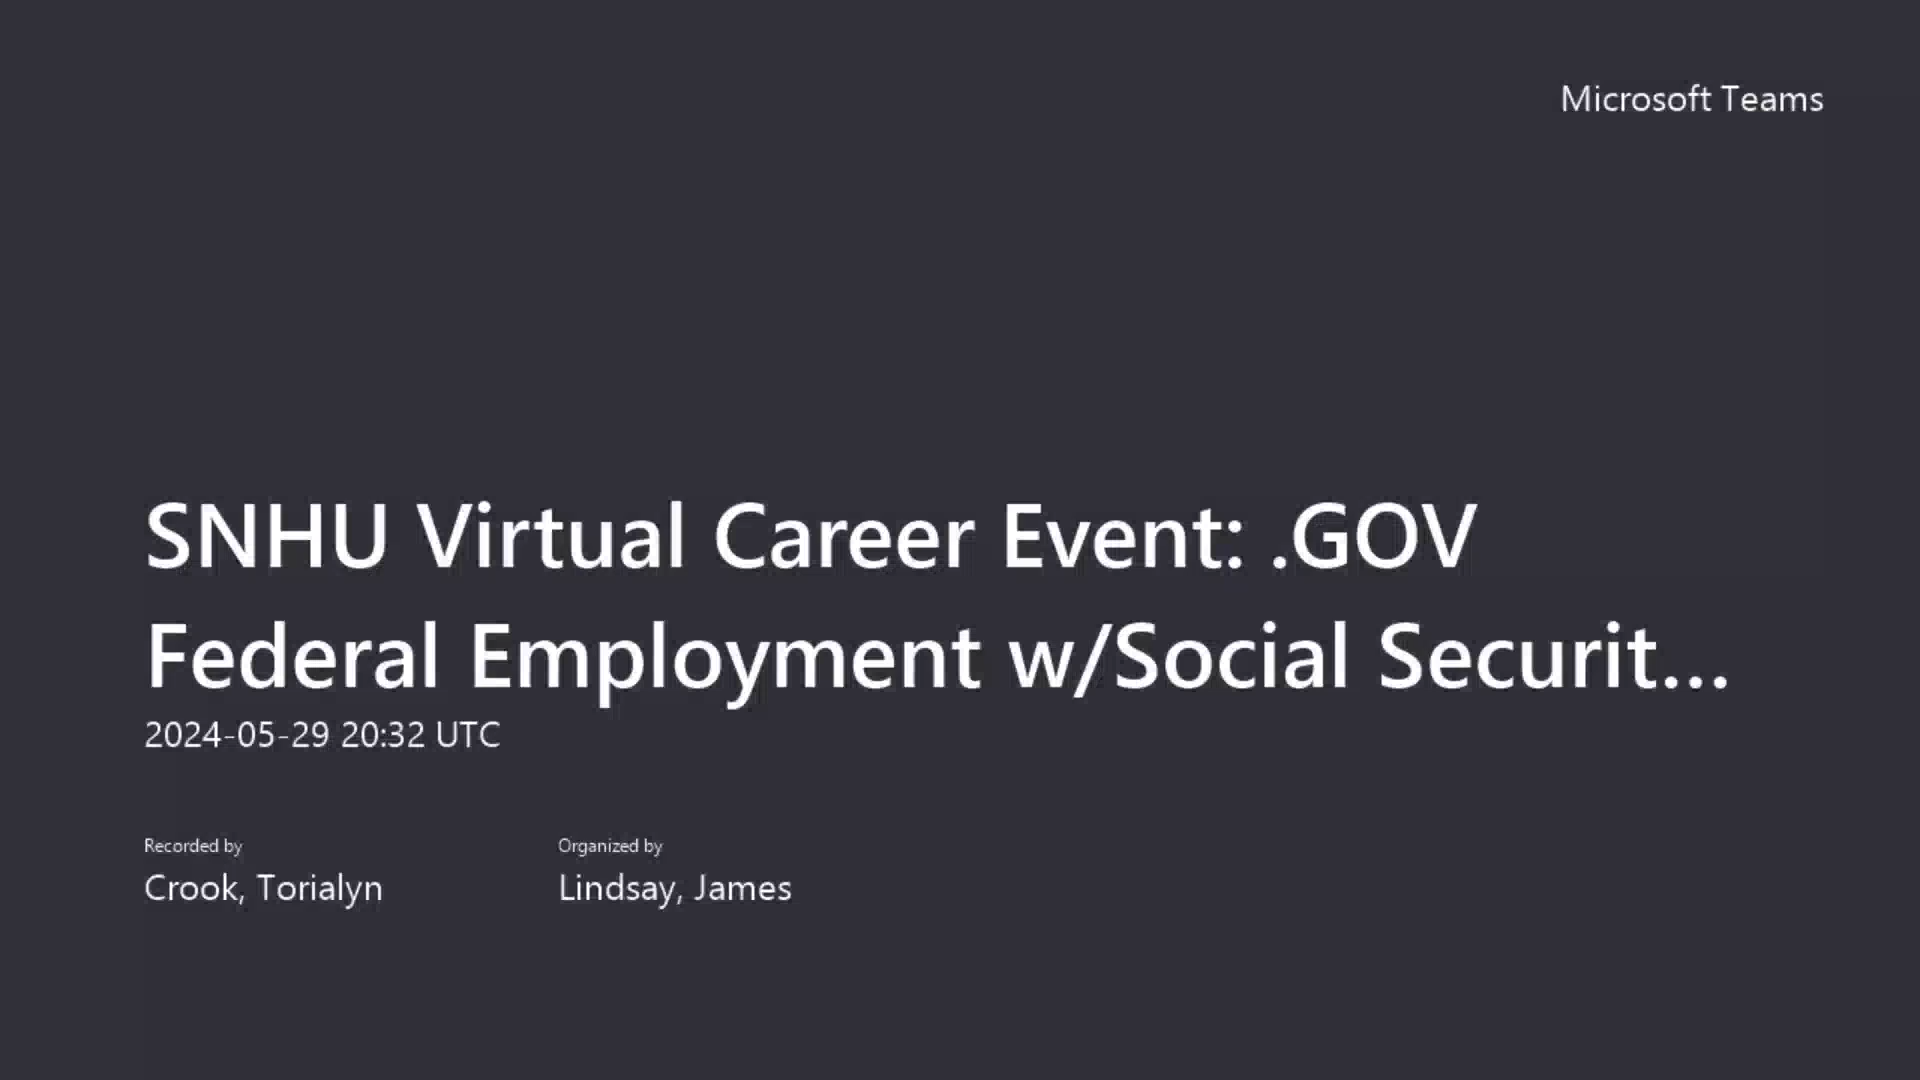 Microsoft Teams
SNHU Virtual Career Event: .GOV
Federal Employment w/Social Securit...
2024-05-29 20:32 UTC
Recorded by
Crook, Torialyn
Organized by
Lindsay, James